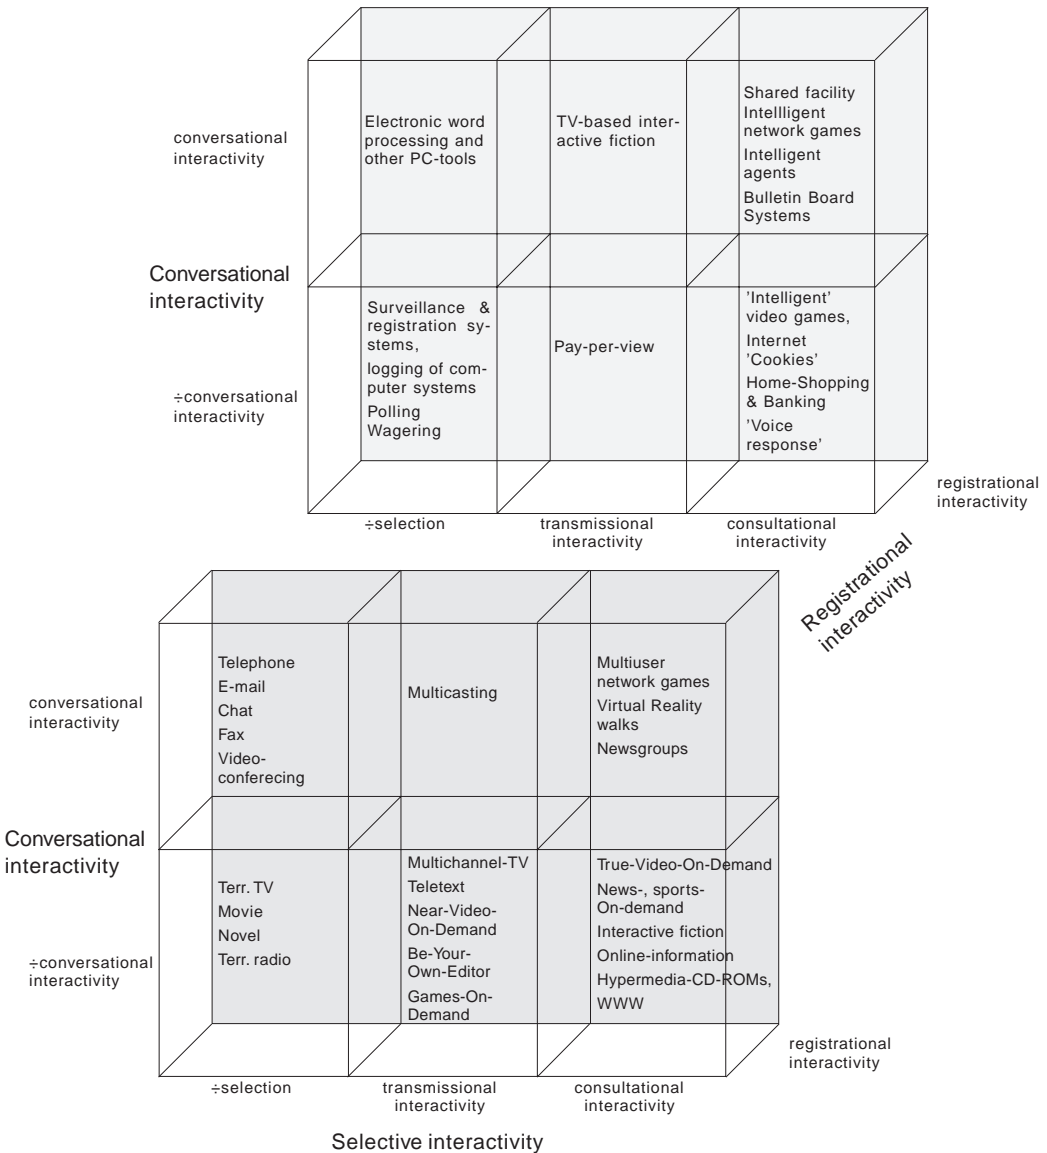 conversational
interactivity
Electronic word
processing and
other PC-tools
TV-based inter-
active fiction
Shared facility
Intellligent
network games
Intelligent
agents
Bulletin Board
Systems
Conversational
interactivity
÷conversational
interactivity
Surveillance &
registration sy-
stems,
logging of com-
puter systems
Polling
Wagering
Pay-per-view
’Intelligent’
video games,
Internet
’Cookies’
Home-Shopping
& Banking
’Voice
response’
registrational
interactivity
÷selection
transmissional
interactivity
consultational
interactivity
Registrational
interactivity
conversational
interactivity
Telephone
E-mail
Chat
Fax
Video-
conferecing
Multicasting
Multiuser
network games
Virtual Reality
walks
Newsgroups
Conversational
interactivity
÷conversational
interactivity
Terr. TV
Movie
Novel
Terr. radio
Multichannel-TV
Teletext
Near-Video-
On-Demand
Be-Your-
Own-Editor
Games-On-
Demand
True-Video-On-Demand
News-, sports-
On-demand
Interactive fiction
Online-information
Hypermedia-CD-ROMs,
WWW
registrational
interactivity
÷selection
transmissional
interactivity
consultational
interactivity
Selective interactivity